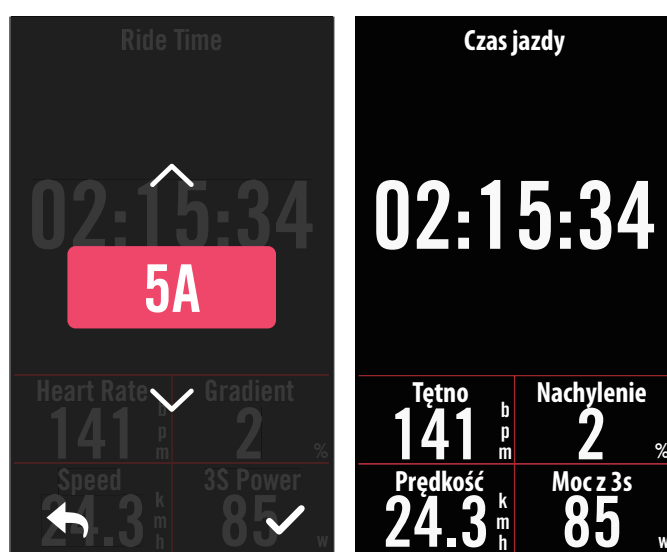 Ride Time
02:15:34
5A
Heart Rate Gradient
141 bpm 2 %
Speed 3S Power
24.3 kmh 85 w
Czas jazdy
02:15:34
Tętno Nachylenie
141 bpm 2 %
Prędkość Moc z 3s
24.3 kmh 85 w